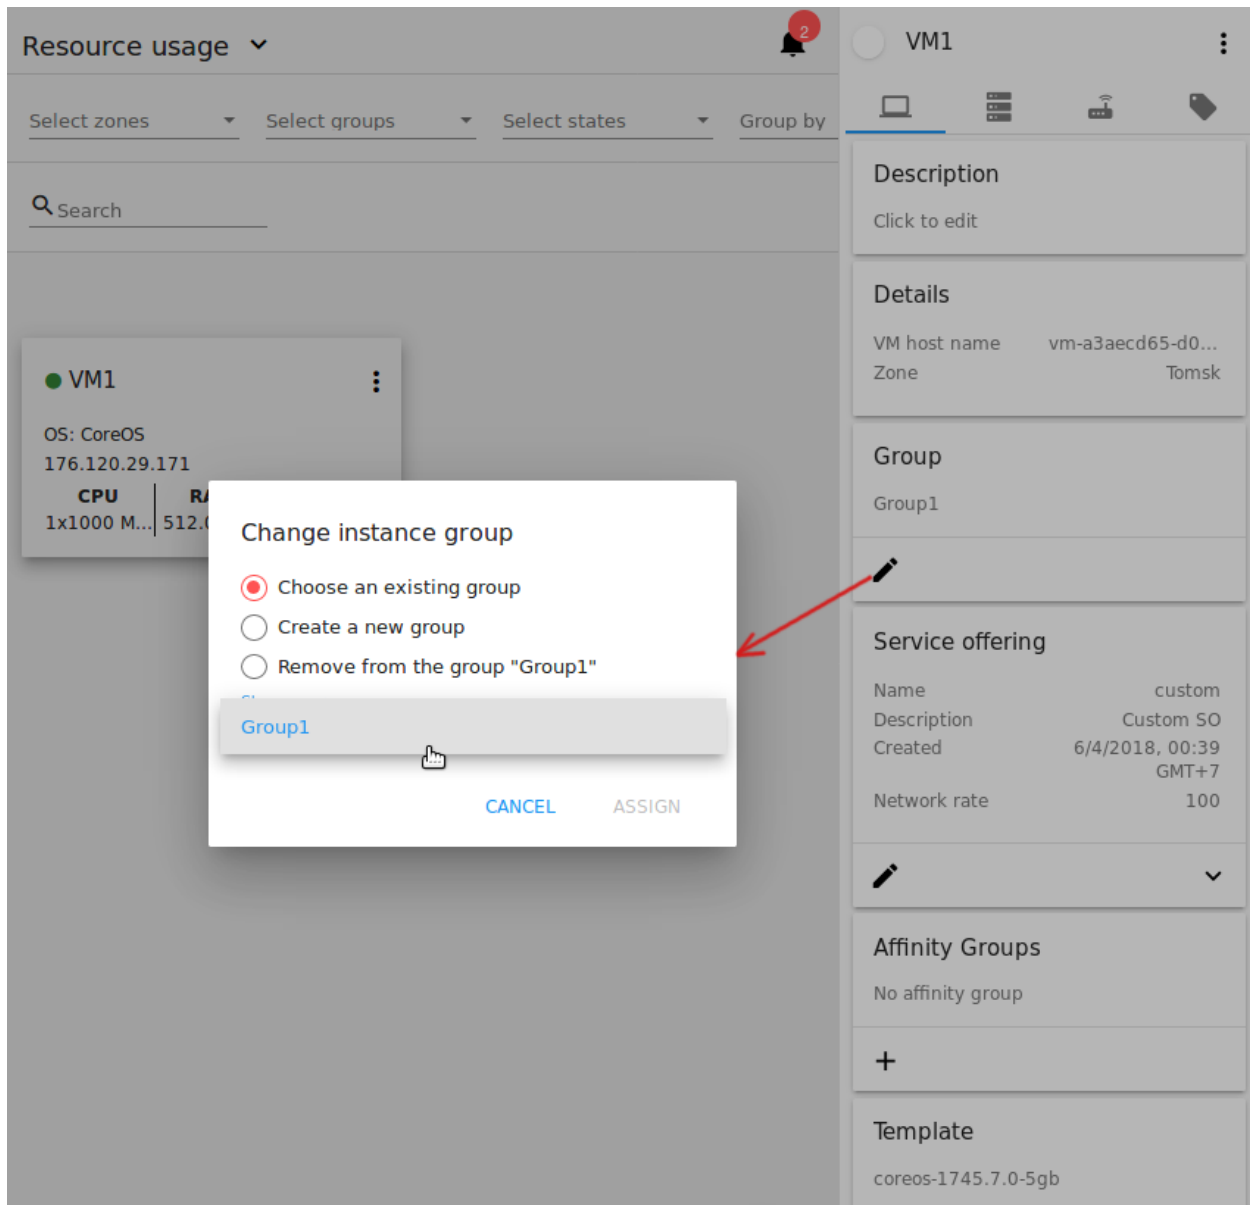 Resource usage
2
Select zones
Select groups
Select states
Group by
Search
VM1
OS: CoreOS
176.120.29.171
CPU
1x1000 M...
512.0
Change instance group
Choose an existing group
Create a new group
Remove from the group "Group1"
Group1
CANCEL
ASSIGN
VM1
Description
Click to edit
Details
VM host name vm-a3aecd65-d0...
Zone Tomsk
Group
Group1
Service offering
Name custom
Description Custom SO
Created 6/4/2018, 00:39
GMT+7
Network rate 100
Affinity Groups
No affinity group
Template
coreos-1745.7.0-5gb